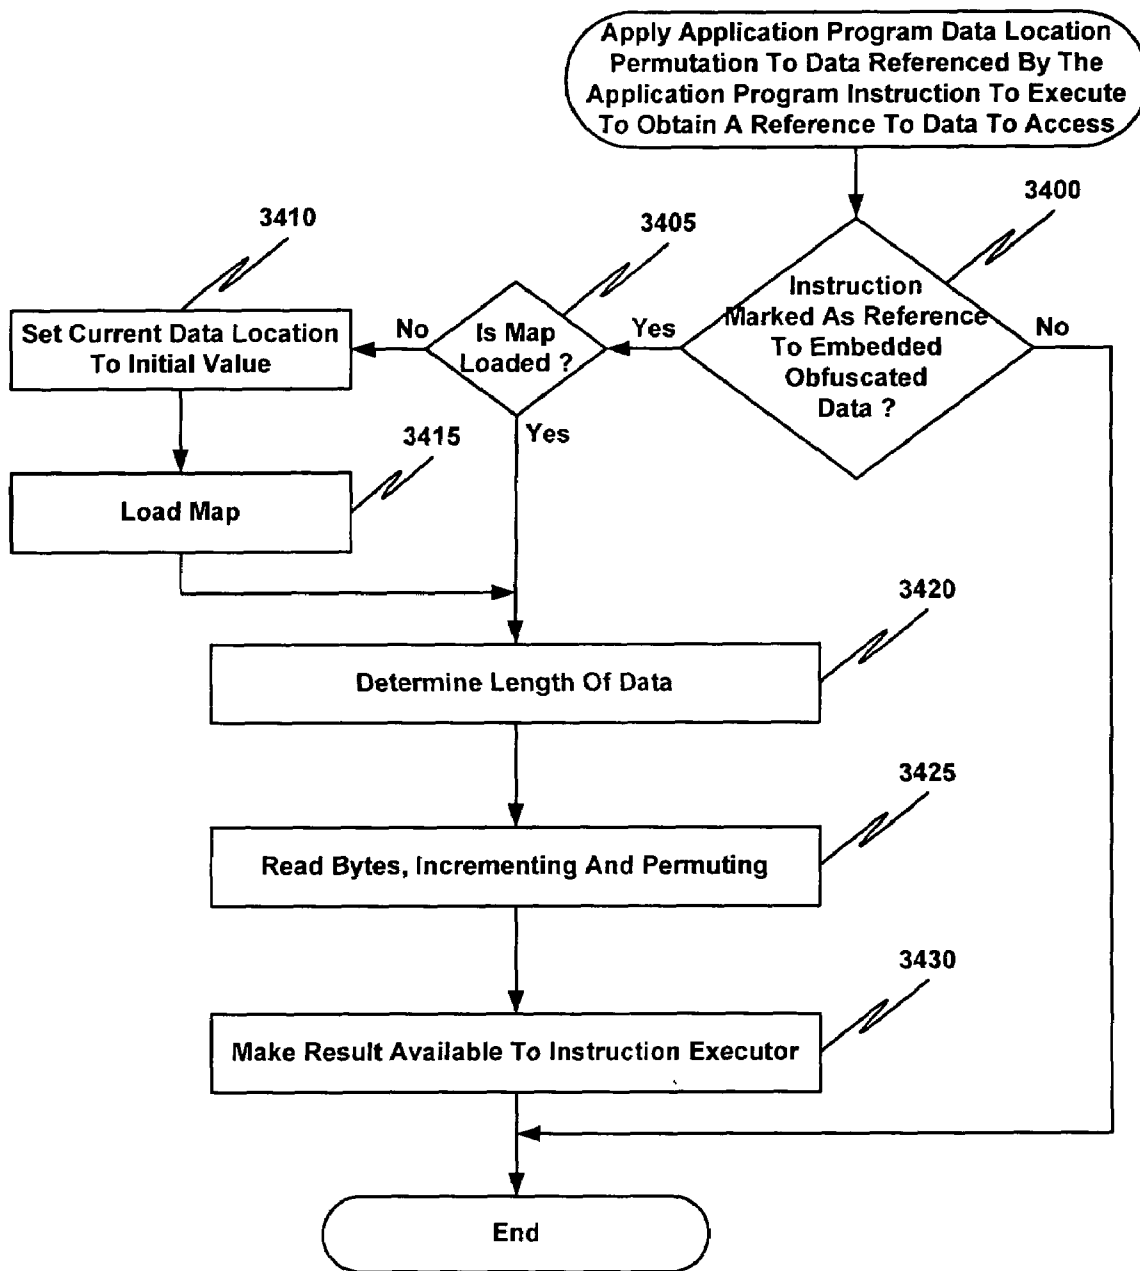 Apply Application Program Data Location
Permutation To Data Referenced By The
Application Program Instruction To Execute
To Obtain A Reference To Data To Access
3400
Instruction
Marked As Reference
To Embedded
Obfuscated
Data ?
No
Yes
3405
Is Map
Loaded ?
No
Yes
3410
Set Current Data Location
To Initial Value
3415
Load Map
3420
Determine Length Of Data
3425
Read Bytes, Incrementing And Permuting
3430
Make Result Available To Instruction Executor
End